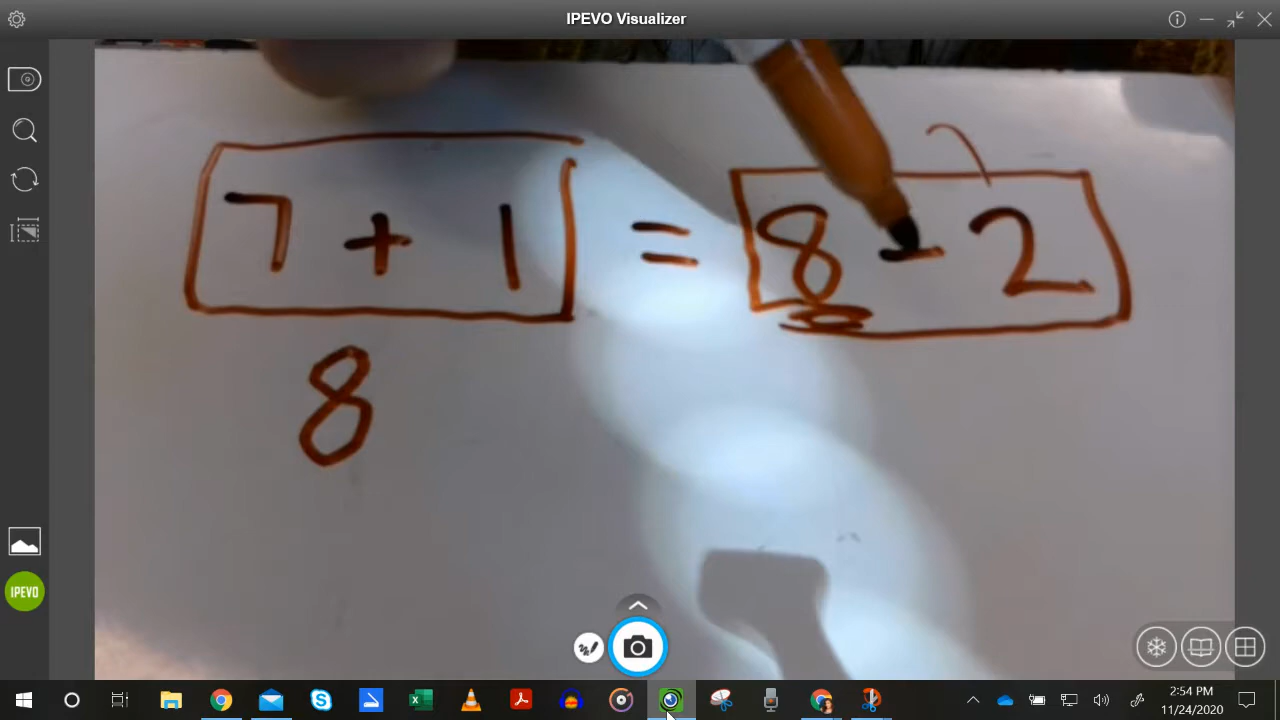 IPEVO Visualizer
7 + 1 = 8 - 2
8
IPEVO
2:54 PM
11/24/2020